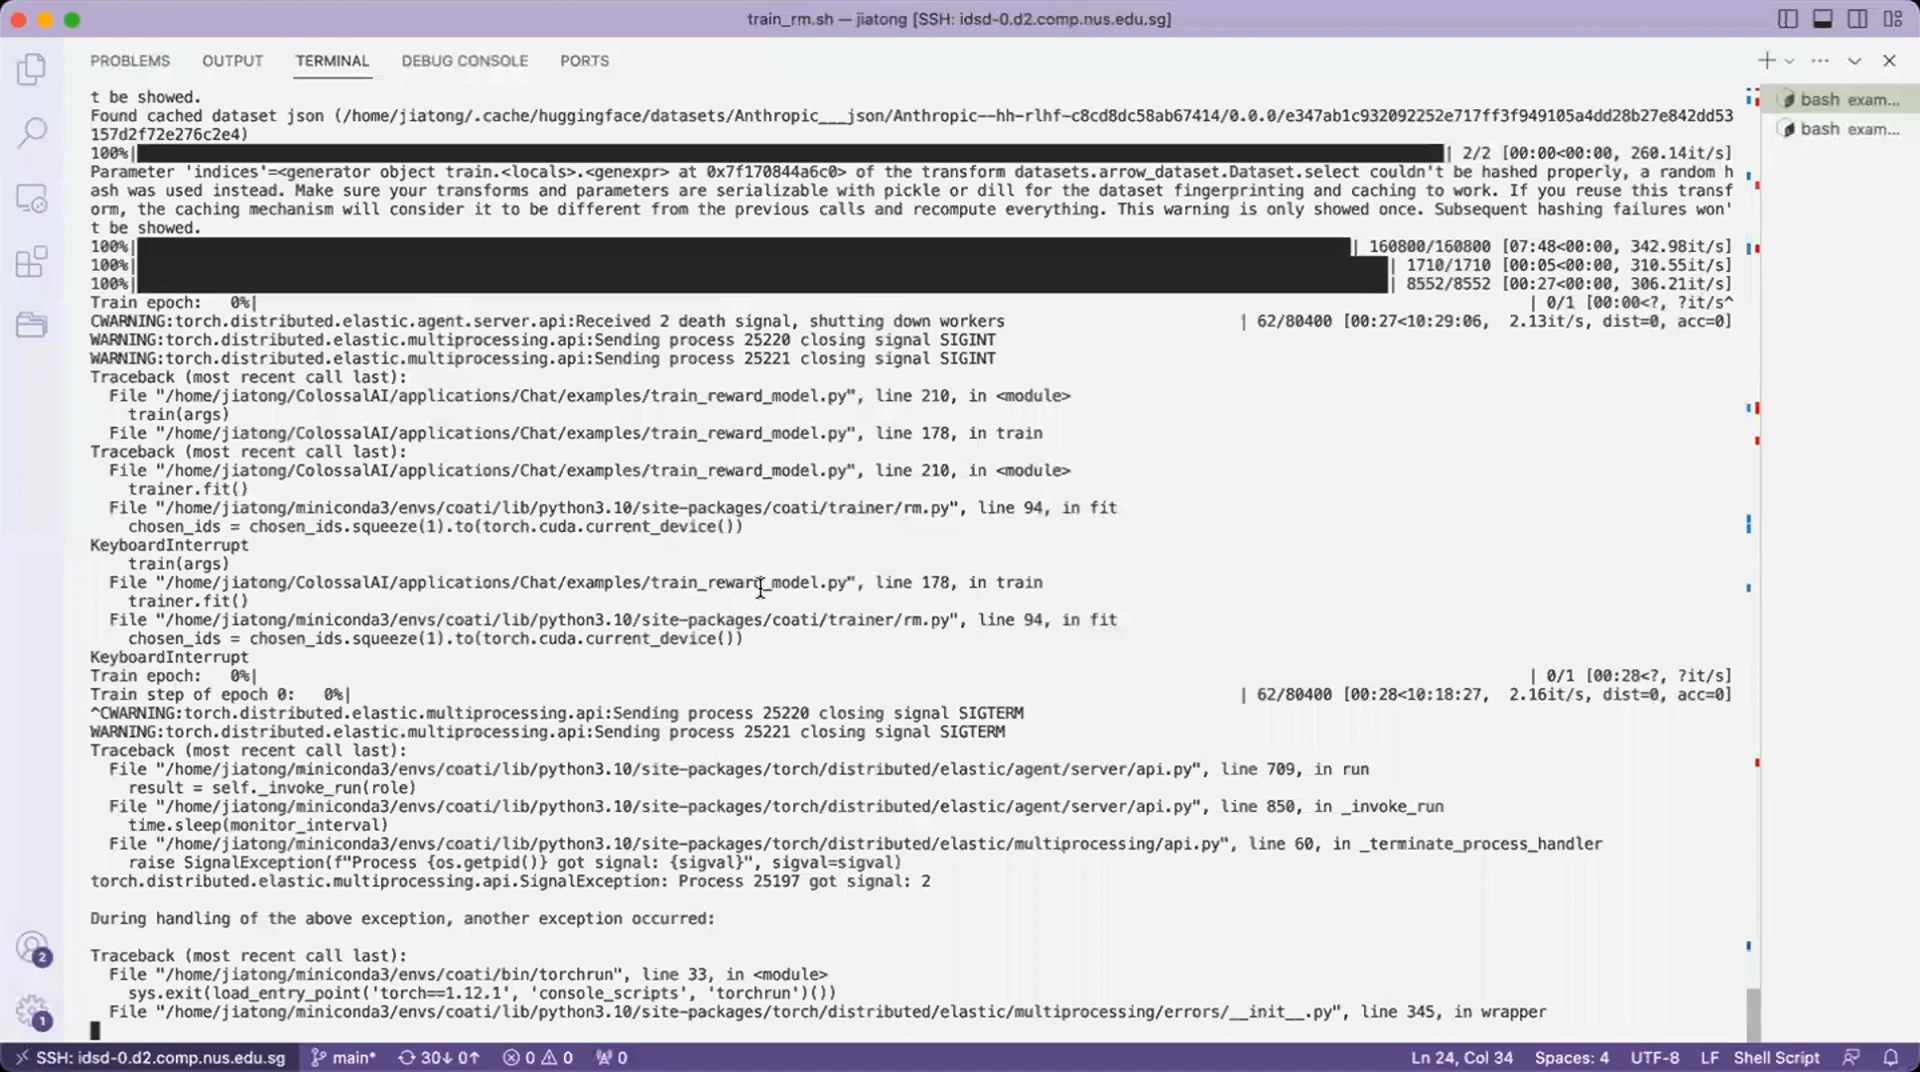 train_rm.sh — jiatong [SSH: idsd-0.d2.comp.nus.edu.sg]
PROBLEMS OUTPUT TERMINAL DEBUG CONSOLE PORTS
bash exam...
bash exam...
t be showed.
Found cached dataset json (/home/jiatong/.cache/huggingface/datasets/Anthropic___json/Anthropic--hh-rlhf-c8cd8dc58ab67414/0.0.0/e347ab1c932092252e717ff3f949105a4dd28b27e842dd53
157d2f72e276c2e4)
100%| | 2/2 [00:00<00:00, 260.14it/s]
Parameter 'indices'=<generator object train.<locals>.<genexpr> at 0x7f170844a6c0> of the transform datasets.arrow_dataset.Dataset.select couldn't be hashed properly, a random h
ash was used instead. Make sure your transforms and parameters are serializable with pickle or dill for the dataset fingerprinting and caching to work. If you reuse this transf
orm, the caching mechanism will consider it to be different from the previous calls and recompute everything. This warning is only showed once. Subsequent hashing failures won'
t be showed.
100%| | 160800/160800 [07:48<00:00, 342.98it/s]
100%| | 1710/1710 [00:05<00:00, 310.55it/s]
100%| | 8552/8552 [00:27<00:00, 306.21it/s]
Train epoch:   0%| | 0/1 [00:00<?, ?it/s^
CWARNING:torch.distributed.elastic.agent.server.api:Received 2 death signal, shutting down workers | 62/80400 [00:27<10:29:06,  2.13it/s, dist=0, acc=0]
WARNING:torch.distributed.elastic.multiprocessing.api:Sending process 25220 closing signal SIGINT
WARNING:torch.distributed.elastic.multiprocessing.api:Sending process 25221 closing signal SIGINT
Traceback (most recent call last):
  File "/home/jiatong/ColossalAI/applications/Chat/examples/train_reward_model.py", line 210, in <module>
    train(args)
  File "/home/jiatong/ColossalAI/applications/Chat/examples/train_reward_model.py", line 178, in train
Traceback (most recent call last):
  File "/home/jiatong/ColossalAI/applications/Chat/examples/train_reward_model.py", line 210, in <module>
    trainer.fit()
  File "/home/jiatong/miniconda3/envs/coati/lib/python3.10/site-packages/coati/trainer/rm.py", line 94, in fit
    chosen_ids = chosen_ids.squeeze(1).to(torch.cuda.current_device())
KeyboardInterrupt
    train(args)
  File "/home/jiatong/ColossalAI/applications/Chat/examples/train_reward_model.py", line 178, in train
    trainer.fit()
  File "/home/jiatong/miniconda3/envs/coati/lib/python3.10/site-packages/coati/trainer/rm.py", line 94, in fit
    chosen_ids = chosen_ids.squeeze(1).to(torch.cuda.current_device())
KeyboardInterrupt
Train epoch:   0%| | 0/1 [00:28<?, ?it/s]
Train step of epoch 0:   0%| | 62/80400 [00:28<10:18:27,  2.16it/s, dist=0, acc=0]
^CWARNING:torch.distributed.elastic.multiprocessing.api:Sending process 25220 closing signal SIGTERM
WARNING:torch.distributed.elastic.multiprocessing.api:Sending process 25221 closing signal SIGTERM
Traceback (most recent call last):
  File "/home/jiatong/miniconda3/envs/coati/lib/python3.10/site-packages/torch/distributed/elastic/agent/server/api.py", line 709, in run
    result = self._invoke_run(role)
  File "/home/jiatong/miniconda3/envs/coati/lib/python3.10/site-packages/torch/distributed/elastic/agent/server/api.py", line 850, in _invoke_run
    time.sleep(monitor_interval)
  File "/home/jiatong/miniconda3/envs/coati/lib/python3.10/site-packages/torch/distributed/elastic/multiprocessing/api.py", line 60, in _terminate_process_handler
    raise SignalException(f"Process {os.getpid()} got signal: {sigval}", sigval=sigval)
torch.distributed.elastic.multiprocessing.api.SignalException: Process 25197 got signal: 2
During handling of the above exception, another exception occurred:
Traceback (most recent call last):
  File "/home/jiatong/miniconda3/envs/coati/bin/torchrun", line 33, in <module>
    sys.exit(load_entry_point('torch==1.12.1', 'console_scripts', 'torchrun')())
  File "/home/jiatong/miniconda3/envs/coati/lib/python3.10/site-packages/torch/distributed/elastic/multiprocessing/errors/__init__.py", line 345, in wrapper
2
1
SSH: idsd-0.d2.comp.nus.edu.sg main* 30↓ 0↑ 0 0 0 Ln 24, Col 34 Spaces: 4 UTF-8 LF Shell Script